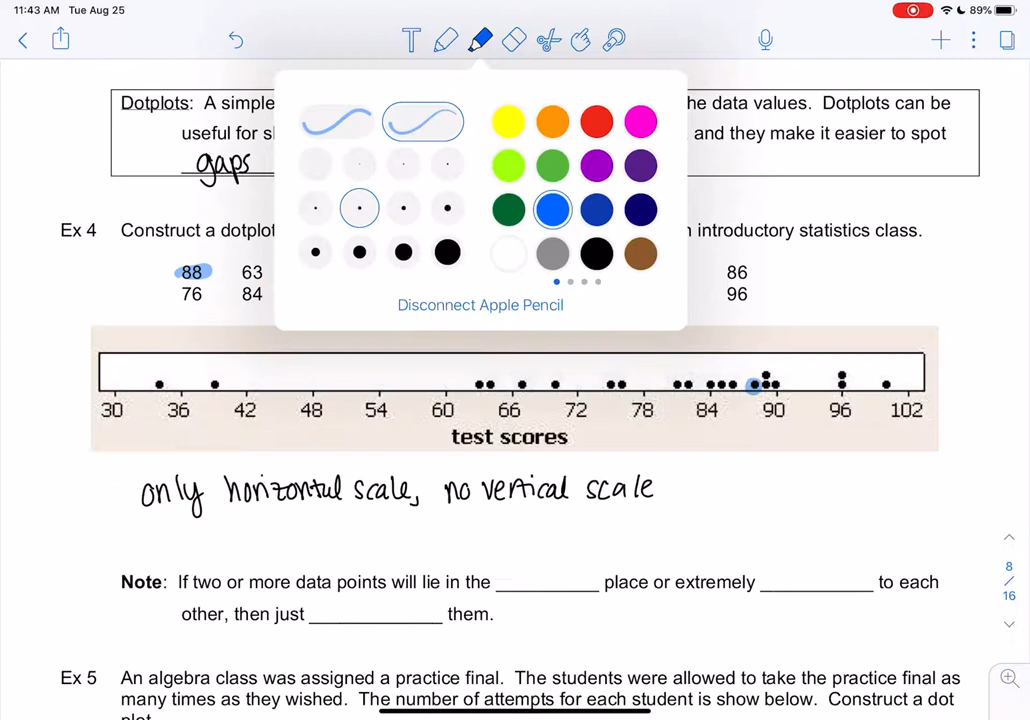 11:43 AM Tue Aug 25 89%
T
Dotplots: A simple he data values. Dotplots can be
useful for s and they make it easier to spot
gaps
Ex 4 Construct a dotplot n introductory statistics class.
88 63 86
76 84 96
Disconnect Apple Pencil
30 36 42 48 54 60 66 72 78 84 90 96 102
test scores
only horizontal scale, no vertical scale
Note: If two or more data points will lie in the __________ place or extremely ___________ to each
other, then just _____________ them.
8
/
16
Ex 5 An algebra class was assigned a practice final. The students were allowed to take the practice final as
many times as they wished. The number of attempts for each student is show below. Construct a dot
plot.